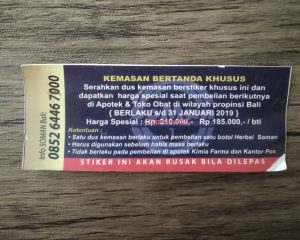 Info SOMAN Bali:
0852 6446 7000
KEMASAN BERTANDA KHUSUS
Serahkan dus kemasan berstiker khusus ini dan
dapatkan harga spesial saat pembelian berikutnya
di Apotek & Toko Obat di wilayah propinsi Bali
( BERLAKU s/d 31 JANUARI 2019 )
Harga Spesial : Rp. 210.000,- Rp 185.000,- / btl
Ketentuan :
• Satu dus kemasan berlaku untuk pembelian satu botol Herbal Soman
• Harus digunakan sebelum habis masa berlaku
• Tidak berlaku pada pembelian di apotek Kimia Farma dan Kantor Pos
STIKER INI AKAN RUSAK BILA DILEPAS